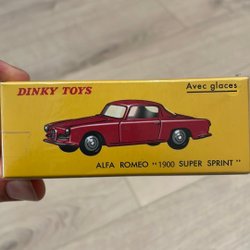 DINKY TOYS
Avec glaces
ALFA ROMEO "1900 SUPER SPRINT"